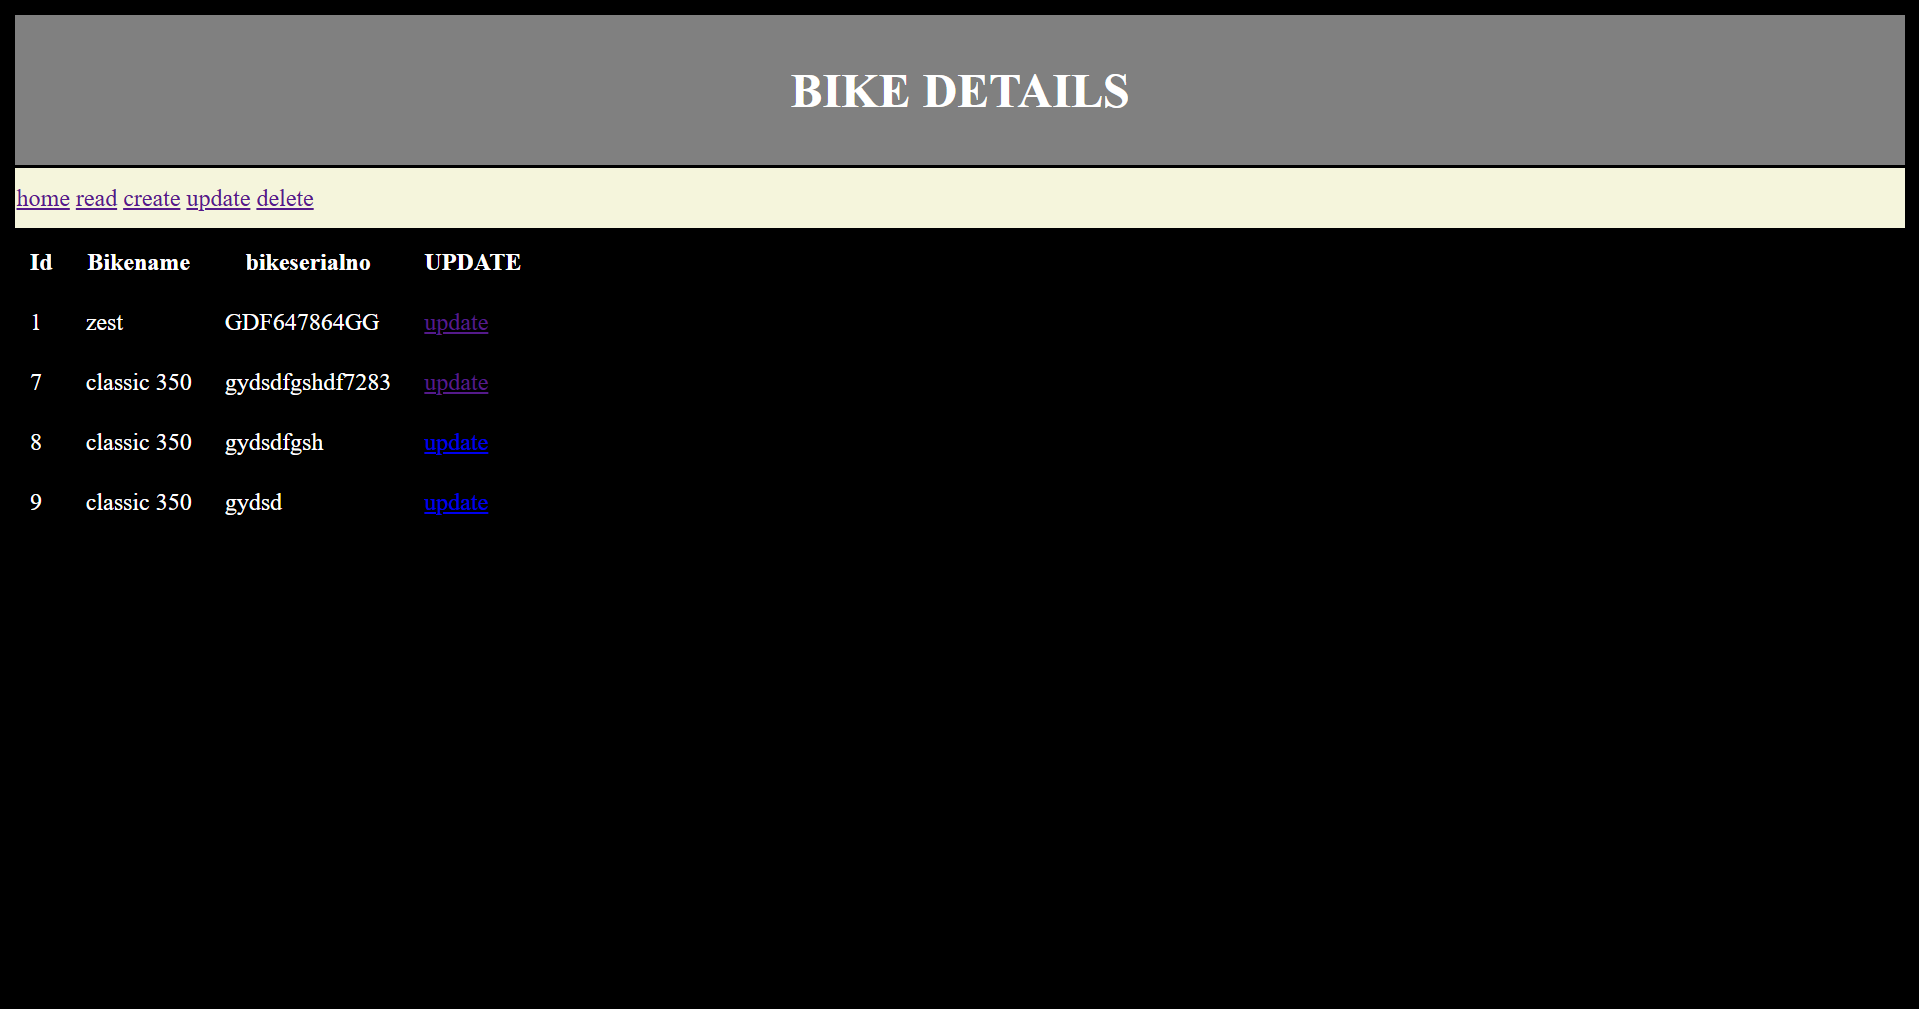 BIKE DETAILS
home read create update delete
Id Bikename bikeserialno UPDATE
1 zest GDF647864GG update
7 classic 350 gydsdfgshdf7283 update
8 classic 350 gydsdfgsh update
9 classic 350 gydsd update